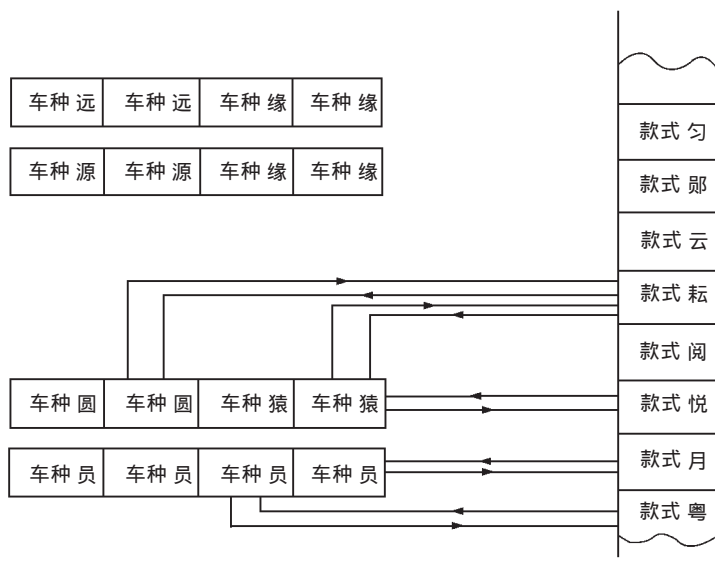 车种 远 车种 远 车种 缘 车种 缘
车种 源 车种 源 车种 缘 车种 缘
车种 圆 车种 圆 车种 猿 车种 猿
车种 员 车种 员 车种 员 车种 员
款式 匀
款式 郧
款式 云
款式 耘
款式 阅
款式 悦
款式 月
款式 粤